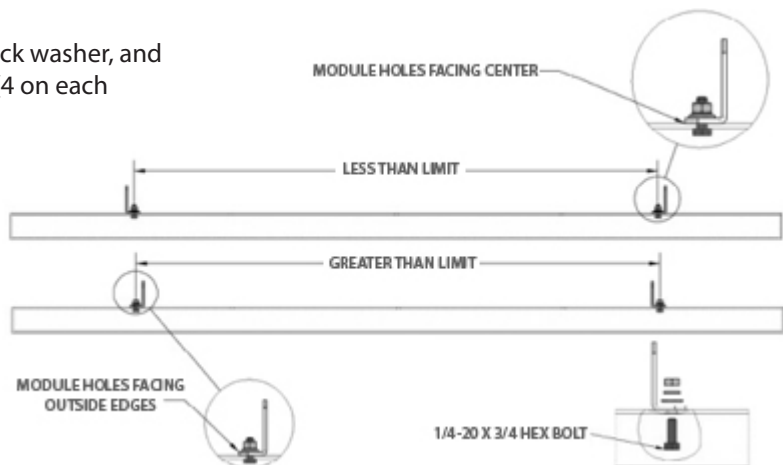 ck washer, and
4 on each
MODULE HOLES FACING CENTER
LESS THAN LIMIT
GREATER THAN LIMIT
MODULE HOLES FACING
OUTSIDE EDGES
1/4-20 X 3/4 HEX BOLT